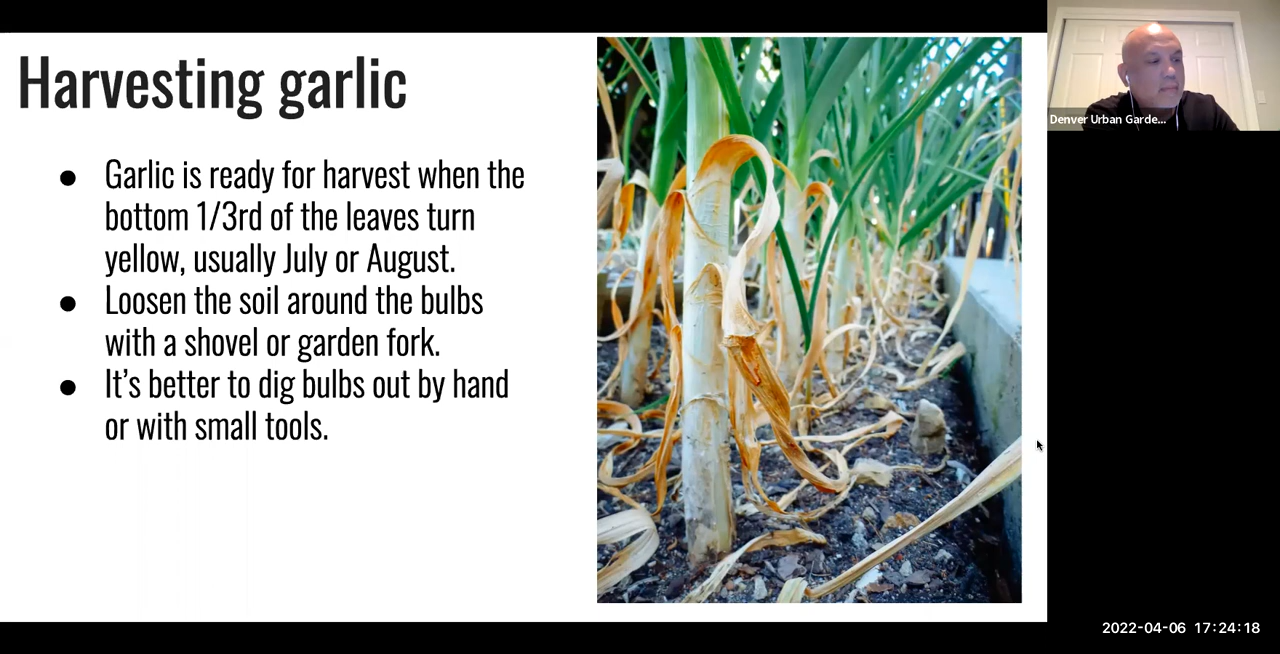 Harvesting garlic
● Garlic is ready for harvest when the
bottom 1/3rd of the leaves turn
yellow, usually July or August.
● Loosen the soil around the bulbs
with a shovel or garden fork.
● It’s better to dig bulbs out by hand
or with small tools.
Denver Urban Garde...
2022-04-06 17:24:18